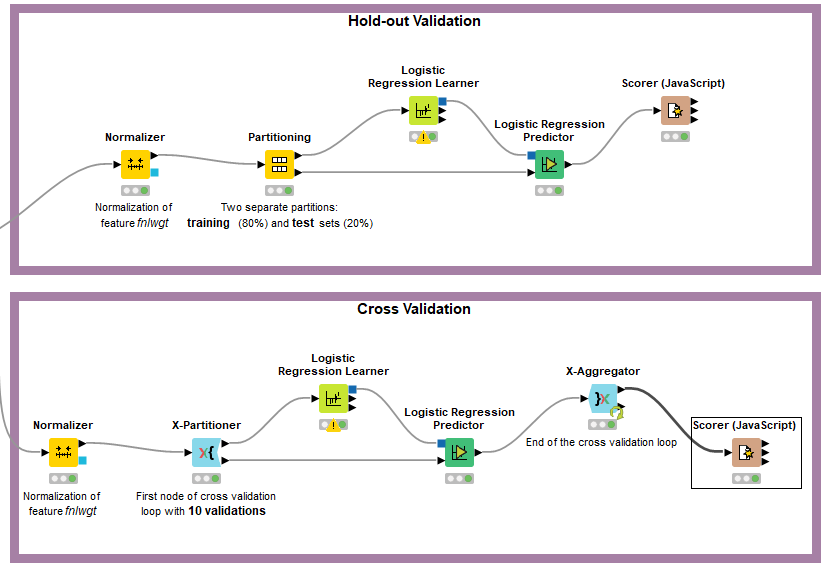 Hold-out Validation
Logistic
Regression Learner
Scorer (JavaScript)
Logistic Regression
Predictor
Normalizer
Partitioning
Normalization of
feature fnlwgt
Two separate partitions:
training (80%) and test sets (20%)
Cross Validation
Logistic
Regression Learner
X-Aggregator
Logistic Regression
Predictor
Normalizer
X-Partitioner
Scorer (JavaScript)
End of the cross validation loop
Normalization of
feature fnlwgt
First node of cross validation
loop with 10 validations